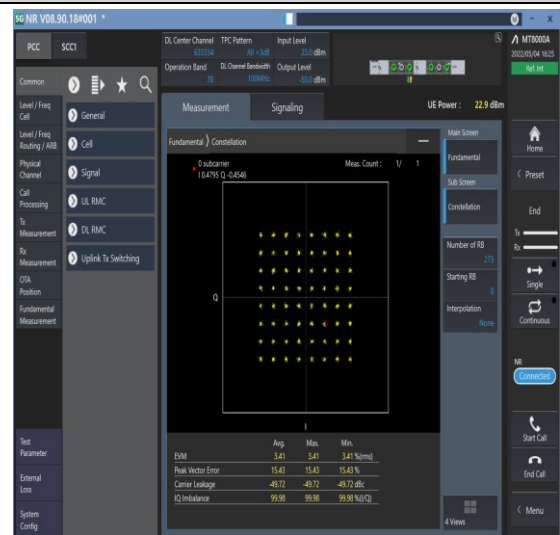 5G NR V08.90.18#001 *
PCC SCC1
DL Center Channel TPC Pattern Input Level
633334 All +3dB 23.0 dBm
Operation Band DL Channel Bandwidth Output Level
78 100MHz -50.0 dBm
MT8000A
2022/05/04 16:25
Ref. Int
Common
Level / Freq
Cell
Level / Freq
Routing / ARB
Physical
Channel
Call
Processing
Tx
Measurement
Rx
Measurement
OTA
Position
Fundamental
Measurement
Test
Parameter
External
Loss
System
Config
General
Cell
Signal
UL RMC
DL RMC
Uplink Tx Switching
Measurement Signaling UE Power : 22.9 dBm
Fundamental Constellation
0 subcarrier Meas. Count : 1/ 1
I 0.4795 Q -0.4546
Q
I
Avg. Max. Min.
EVM 3.41 3.41 3.41 %(rms)
Peak Vector Error 15.43 15.43 15.43 %
Carrier Leakage -49.72 -49.72 -49.72 dBc
IQ Imbalance 99.98 99.98 99.98 %(I/Q)
Main Screen
Fundamental
Sub Screen
Constellation
Number of RB
273
Starting RB
0
Interpolation
None
4 Views
Home
Preset
End
Tx
Rx
Single
Continuous
NR
Connected
Start Call
End Call
Menu